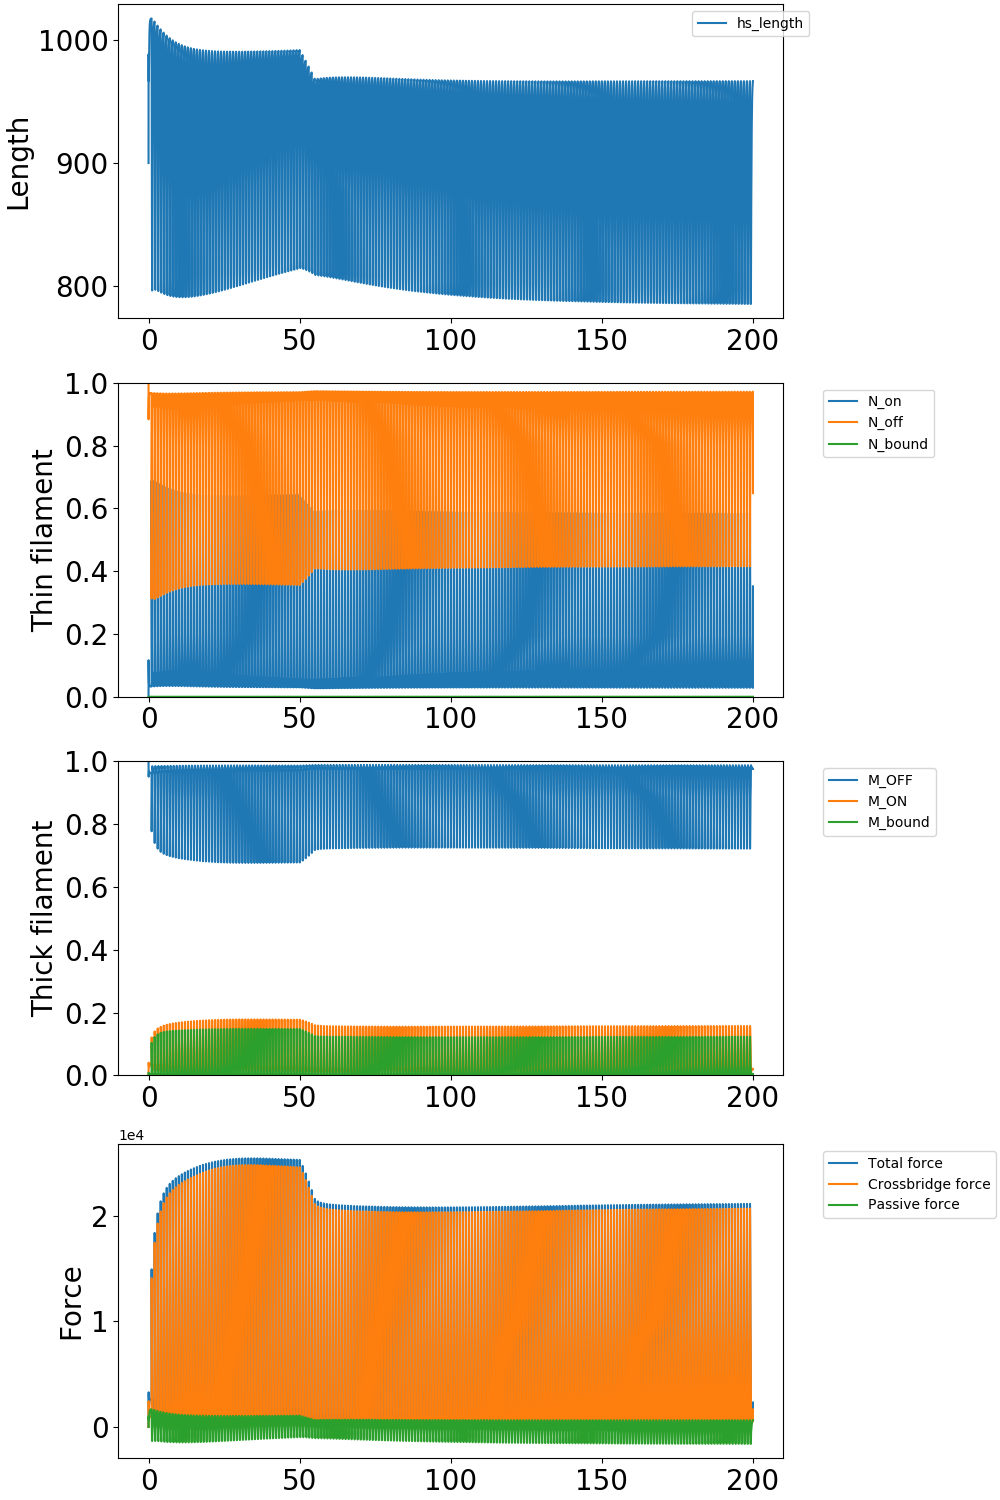 hs_length
1000
900
800
Length
0 50 100 150 200
1.0
0.8
0.6
0.4
0.2
0.0
Thin filament
N_on
N_off
N_bound
0 50 100 150 200
1.0
0.8
0.6
0.4
0.2
0.0
Thick filament
M_OFF
M_ON
M_bound
0 50 100 150 200
1e4
2
1
0
Force
Total force
Crossbridge force
Passive force
0 50 100 150 200